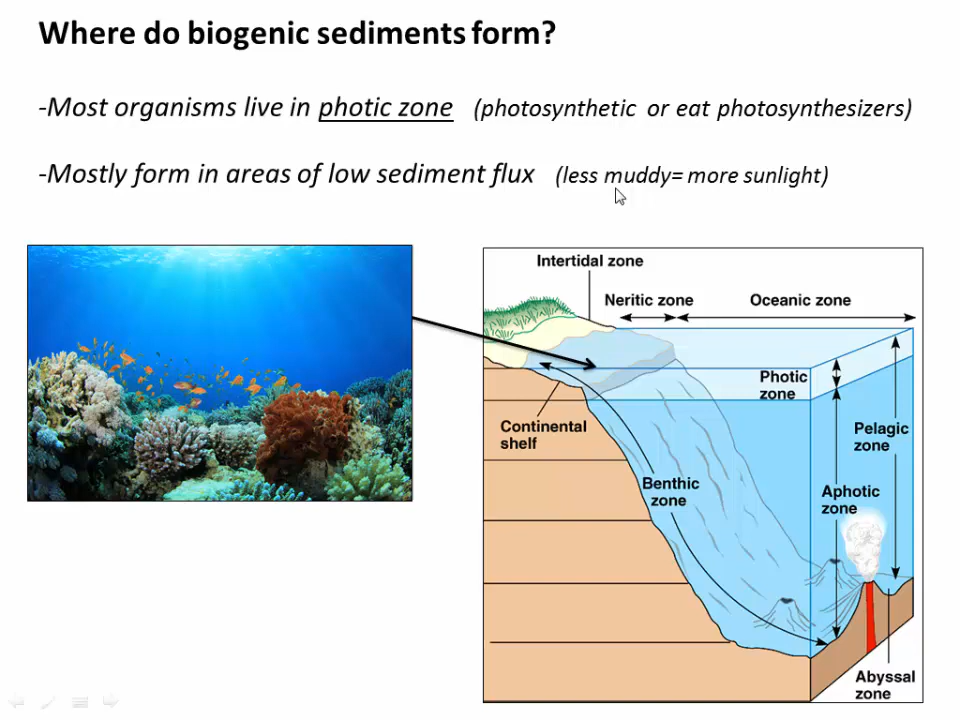 Where do biogenic sediments form?
-Most organisms live in photic zone (photosynthetic or eat photosynthesizers)
-Mostly form in areas of low sediment flux (less muddy= more sunlight)
Intertidal zone
Neritic zone
Oceanic zone
Photic
zone
Continental
shelf
Pelagic
zone
Benthic
zone
Aphotic
zone
Abyssal
zone